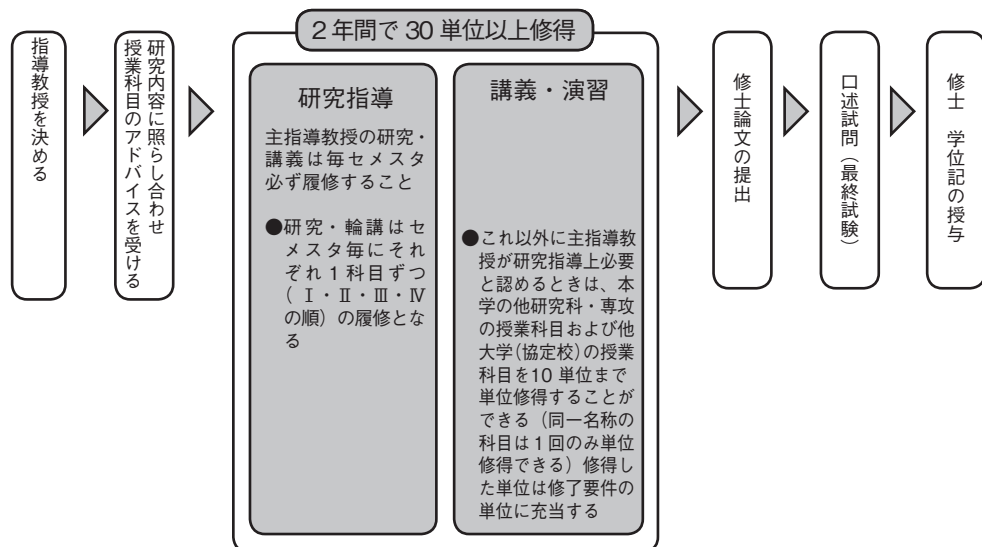 指導教授を決める
研究内容に照らし合わせ
授業科目のアドバイスを受ける
２年間で 30 単位以上修得
研究指導
主指導教授の研究・
講義は毎セメスタ
必ず履修すること
●研究・輪講はセ
メスタ毎にそれ
ぞれ１科目ずつ
（Ⅰ・Ⅱ・Ⅲ・Ⅳ
の順）の履修とな
る
講義・演習
●これ以外に主指導教
授が研究指導上必要
と認めるときは、本
学の他研究科・専攻
の授業科目および他
大学（協定校）の授業
科目を10 単位まで
単位修得することが
できる（同一名称の
科目は１回のみ単位
修得できる）修得し
た単位は修了要件の
単位に充当する
修士論文の提出
口述試問（最終試験）
修士　学位記の授与